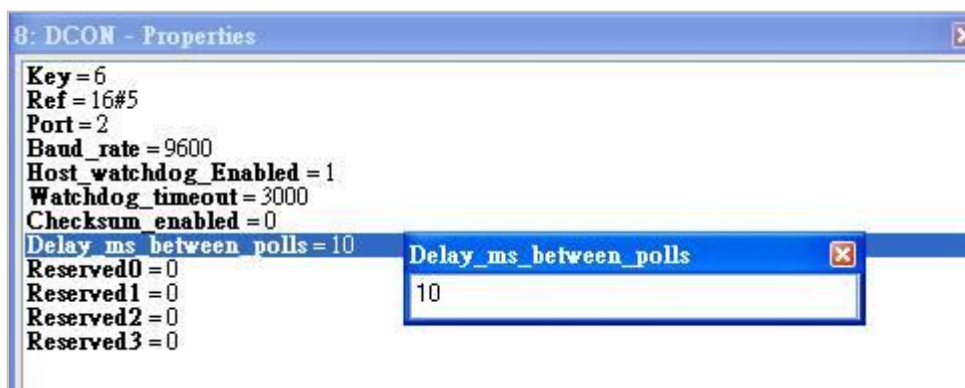 8: DCON - Properties
Key = 6
Ref = 16#5
Port = 2
Baud_rate = 9600
Host_watchdog_Enabled = 1
Watchdog_timeout = 3000
Checksum_enabled = 0
Delay_ms_between_polls = 10
Reserved0 = 0
Reserved1 = 0
Reserved2 = 0
Reserved3 = 0
Delay_ms_between_polls
10